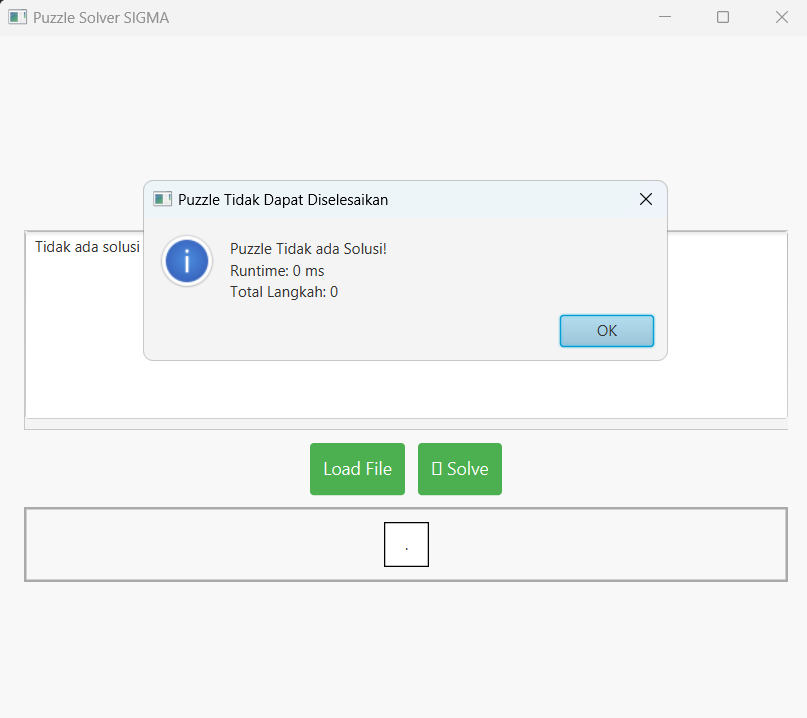 Puzzle Solver SIGMA
Puzzle Tidak Dapat Diselesaikan
Tidak ada solusi
Puzzle Tidak ada Solusi!
Runtime: 0 ms
Total Langkah: 0
OK
Load File
▯ Solve
.